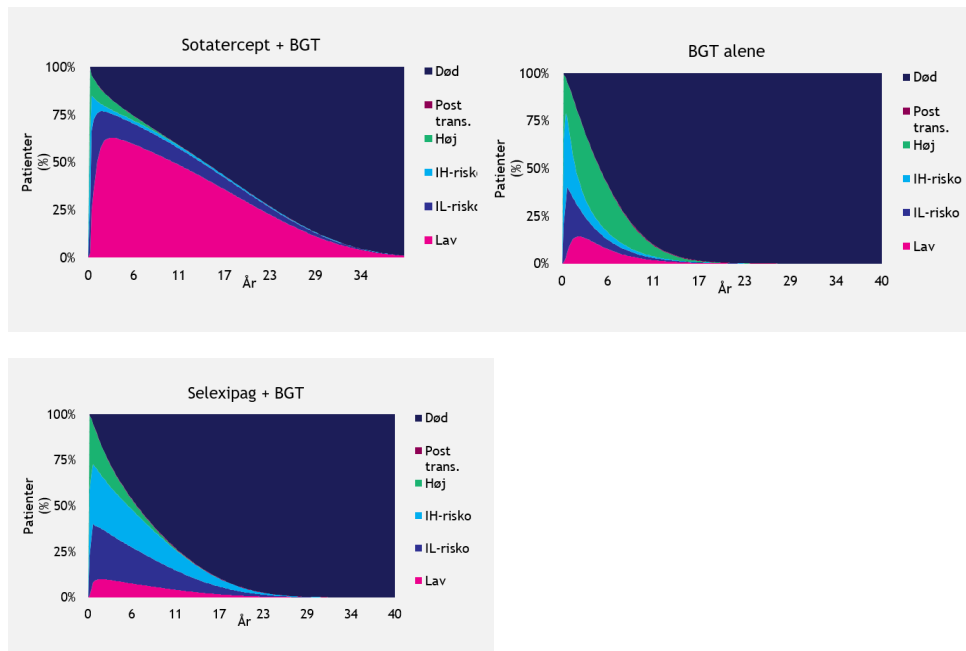 Sotatercept + BGT
100%
75%
50%
25%
0%
Patienter
(%)
0 6 11 17 23 29 34
År
Død
Post
trans.
Høj
IH-risk
IL-risk
Lav
BGT alene
100%
75%
50%
25%
0%
Patienter
(%)
0 6 11 17 23 29 34 40
År
Død
Post
trans.
Høj
IH-risko
IL-risko
Lav
Selexipag + BGT
100%
75%
50%
25%
0%
Patienter
(%)
0 6 11 17 23 29 34 40
År
Død
Post
trans.
Høj
IH-risko
IL-risko
Lav